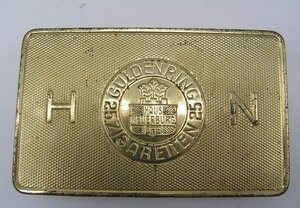 GULDENRING
HAUS
NEUERBURG
H N
25 ZIGARETTEN 25